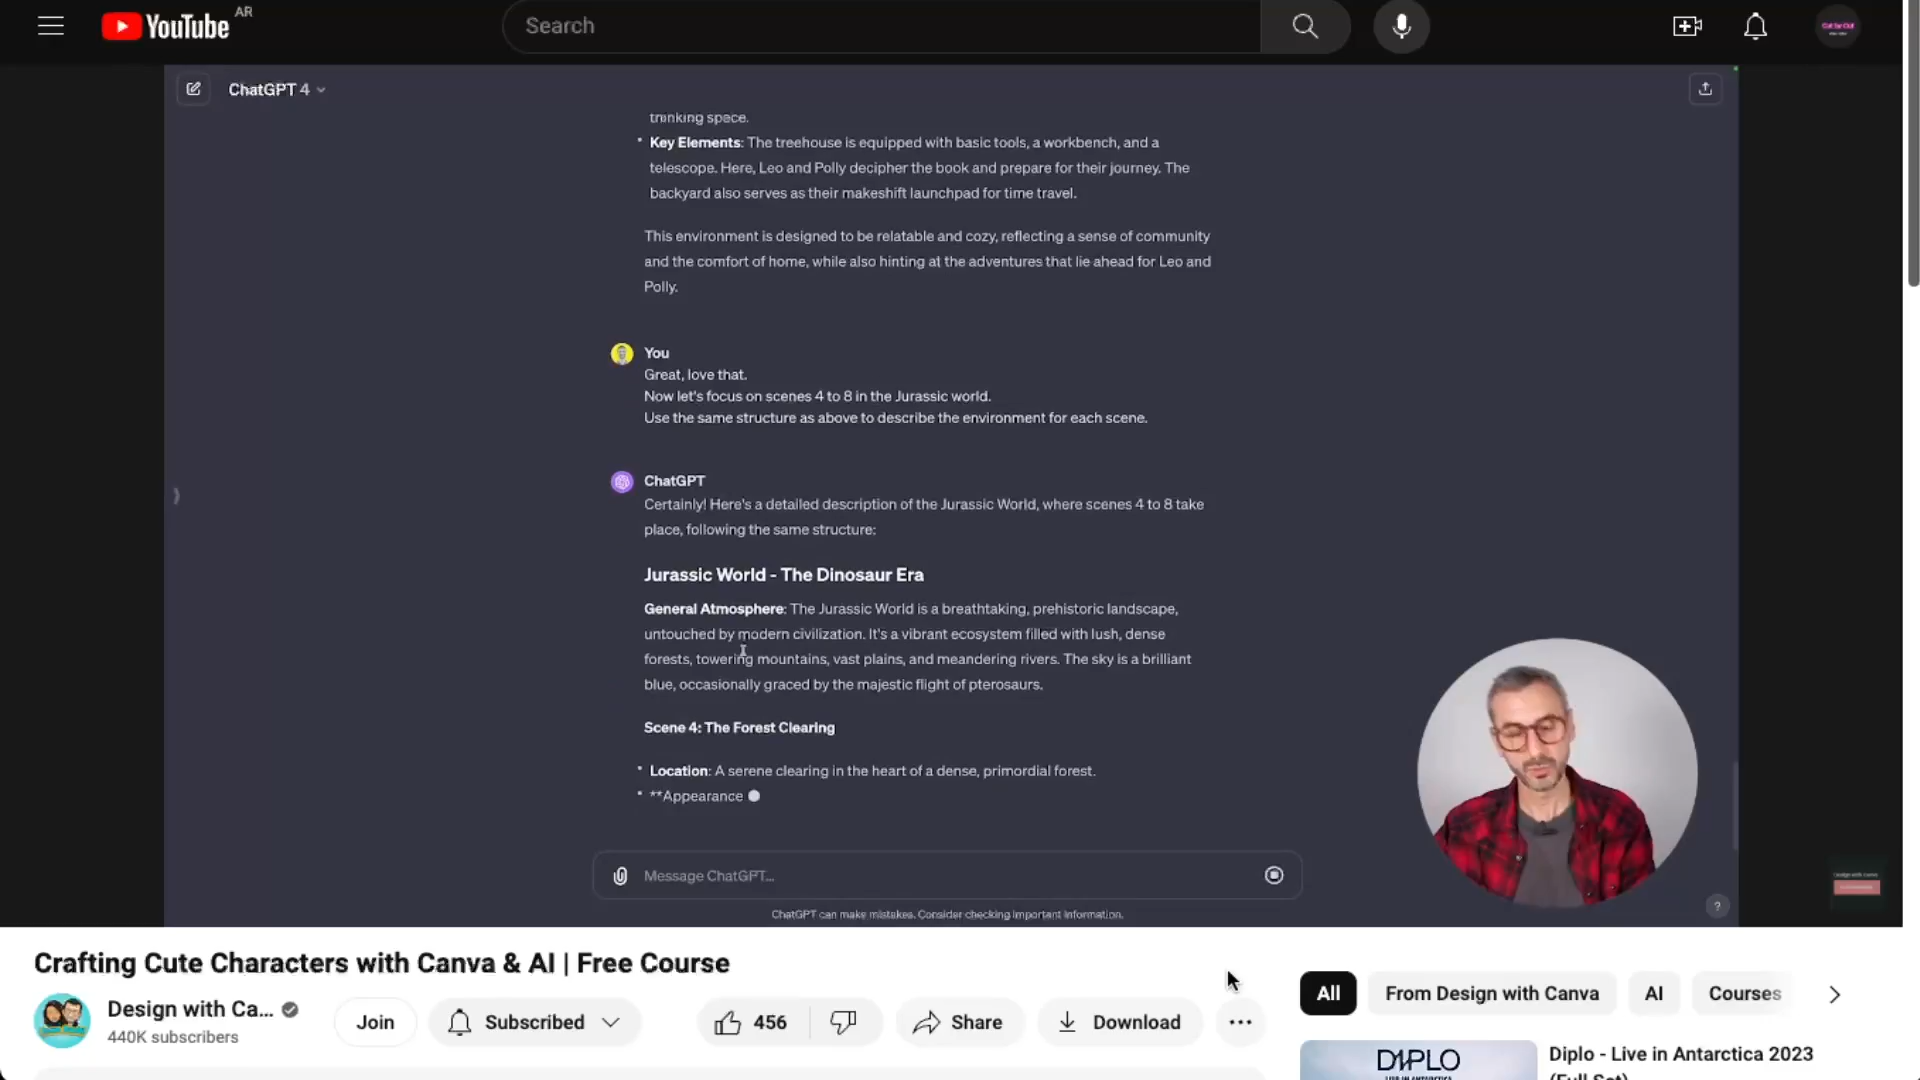 YouTube AR
Search
ChatGPT 4
thinking space.
Key Elements: The treehouse is equipped with basic tools, a workbench, and a
telescope. Here, Leo and Polly decipher the book and prepare for their journey. The
backyard also serves as their makeshift launchpad for time travel.
This environment is designed to be relatable and cozy, reflecting a sense of community
and the comfort of home, while also hinting at the adventures that lie ahead for Leo and
Polly.
You
Great, love that.
Now let's focus on scenes 4 to 8 in the Jurassic world.
Use the same structure as above to describe the environment for each scene.
ChatGPT
Certainly! Here's a detailed description of the Jurassic World, where scenes 4 to 8 take
place, following the same structure:
Jurassic World - The Dinosaur Era
General Atmosphere: The Jurassic World is a breathtaking, prehistoric landscape,
untouched by modern civilization. It's a vibrant ecosystem filled with lush, dense
forests, towering mountains, vast plains, and meandering rivers. The sky is a brilliant
blue, occasionally graced by the majestic flight of pterosaurs.
Scene 4: The Forest Clearing
Location: A serene clearing in the heart of a dense, primordial forest.
**Appearance
Message ChatGPT...
ChatGPT can make mistakes. Consider checking important information.
?
Crafting Cute Characters with Canva & AI | Free Course
Design with Ca...
440K subscribers
Join
Subscribed
456
Share
Download
All
From Design with Canva
AI
Courses
DIPLO
Diplo - Live in Antarctica 2023
(Full Set)